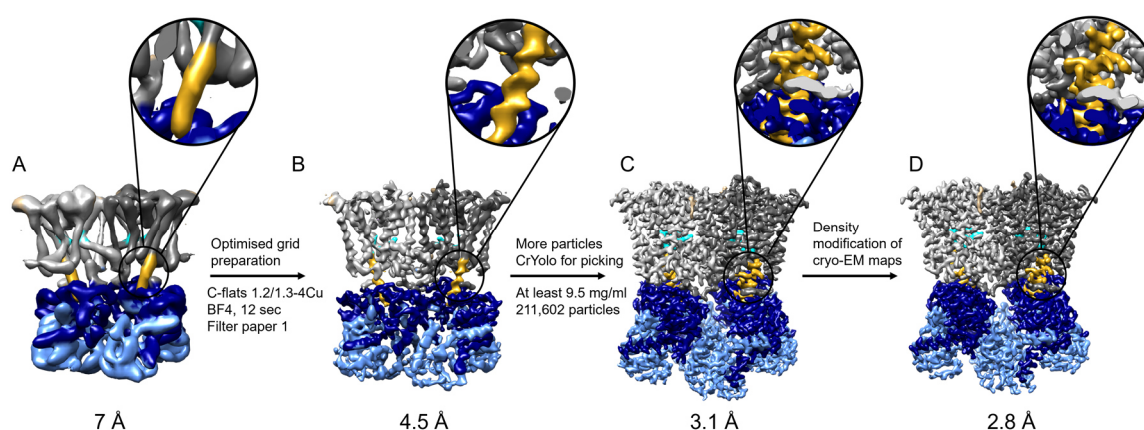 A
B
C
D
Optimised grid
preparation
C-flats 1.2/1.3-4Cu
BF4, 12 sec
Filter paper 1
More particles
CrYolo for picking
At least 9.5 mg/ml
211,602 particles
Density
modification of
cryo-EM maps
7 Å
4.5 Å
3.1 Å
2.8 Å